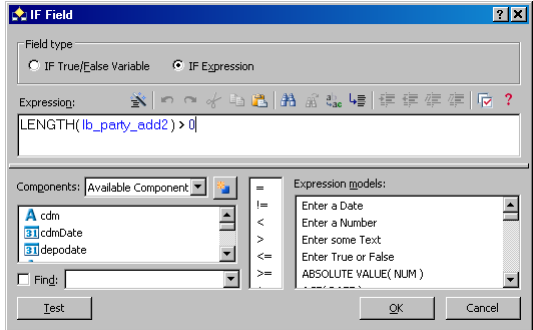 IF Field
Field type
IF True/False Variable
IF Expression
Expression:
LENGTH( lb_party_add2 ) > 0
Components:
Available Component
A cdm
31 cdmDate
31 depodate
Find:
=
!=
<
>
<=
>=
Expression models:
Enter a Date
Enter a Number
Enter some Text
Enter True or False
ABSOLUTE VALUE( NUM )
Test
OK
Cancel